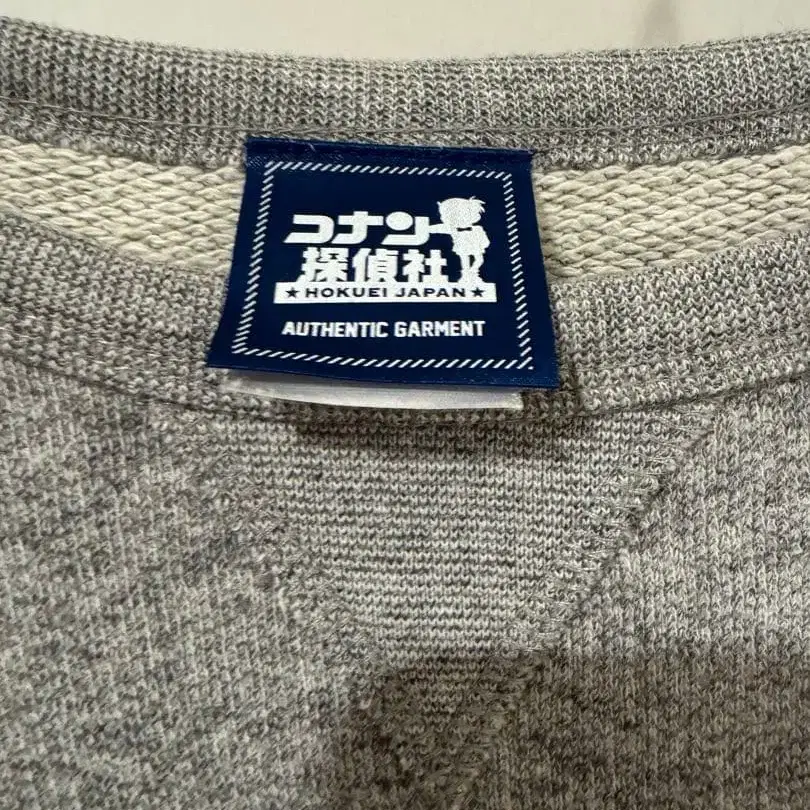 コナン
探偵社
★HOKUEI JAPAN★
AUTHENTIC GARMENT